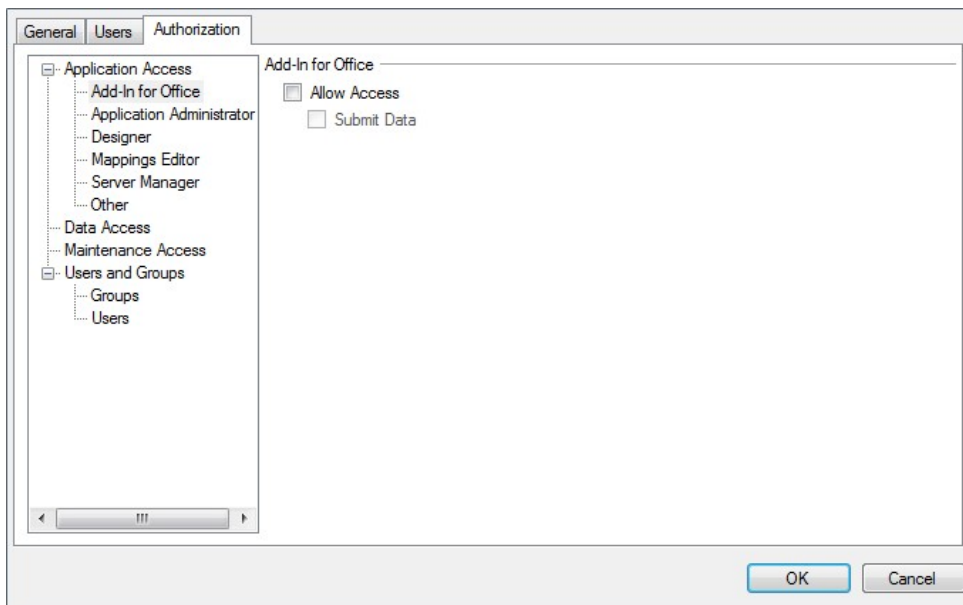 General Users Authorization
Application Access
Add-In for Office
Application Administrator
Designer
Mappings Editor
Server Manager
Other
Data Access
Maintenance Access
Users and Groups
Groups
Users
Add-In for Office
Allow Access
Submit Data
OK Cancel